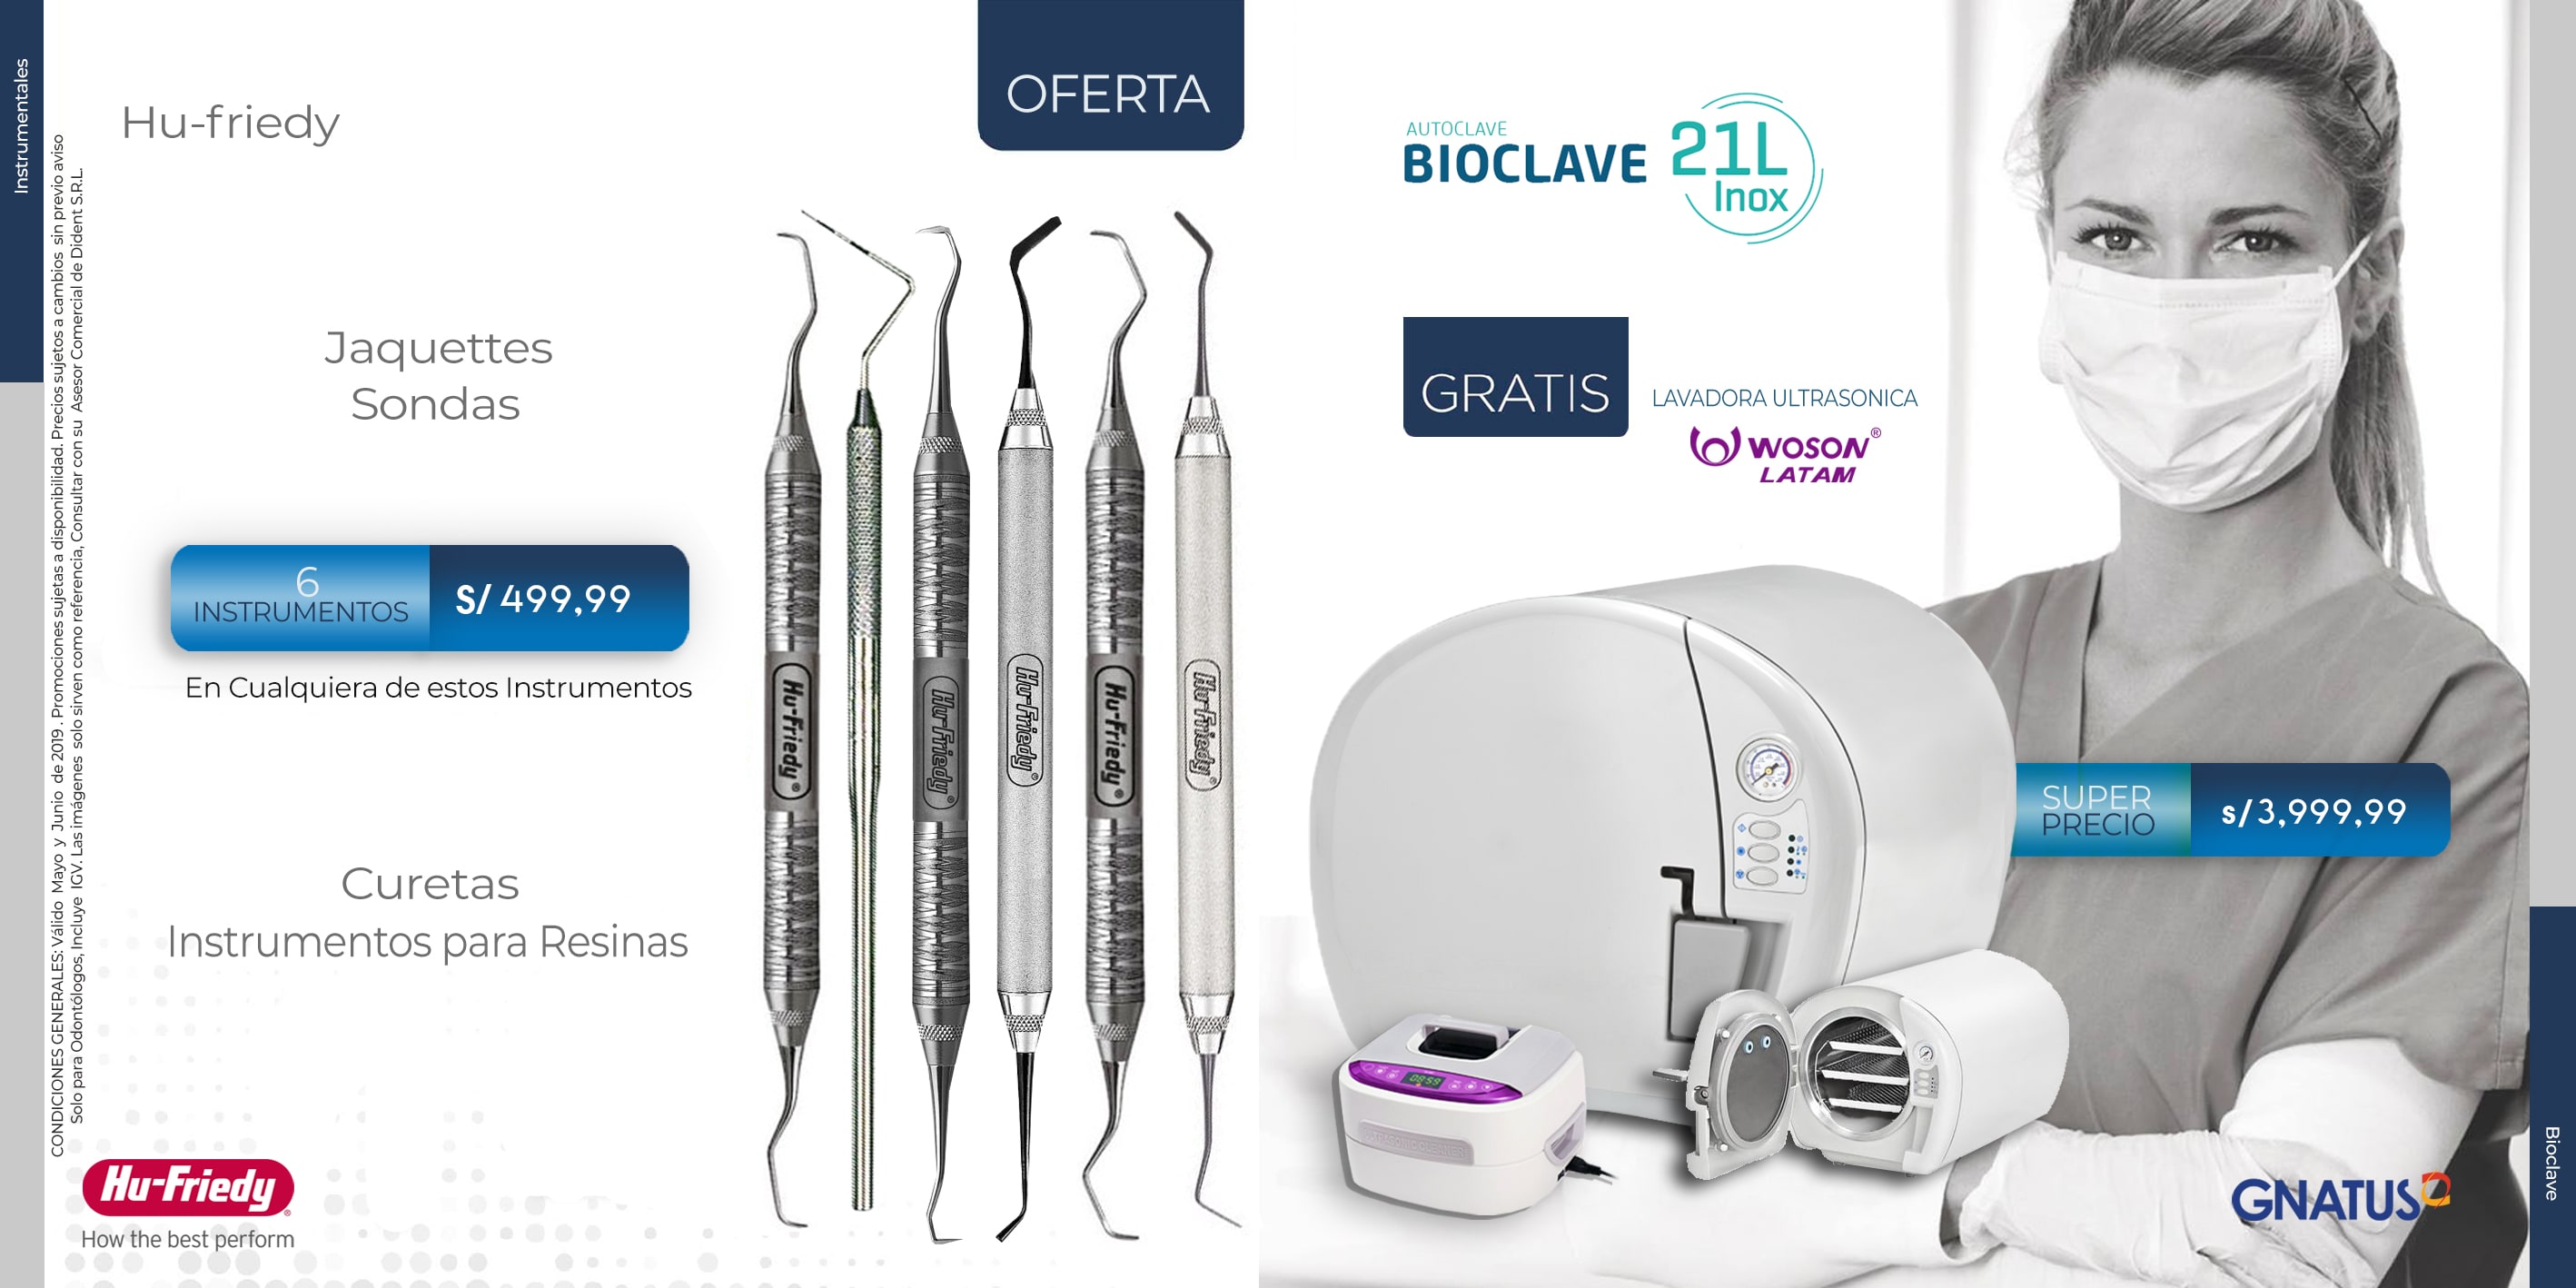 Instrumentales
CONDICIONES GENERALES: Válido Mayo y Junio de 2019 . Promociones sujetas a disponibilidad. Precios sujetos a cambios sin previo aviso
Solo para Odontólogos, Incluye IGV. Las imágenes solo sirven como referencia, Consultar con su Asesor Comercial de Dident S.R.L.
Hu-friedy
OFERTA
Jaquettes
Sondas
6
INSTRUMENTOS
S/ 499,99
En Cualquiera de estos Instrumentos
Curetas
Instrumentos para Resinas
Hu-Friedy®
Hu-Friedy®
Hu-Friedy®
Hu-Friedy®
Hu-Friedy®
Hu-Friedy®
How the best perform
AUTOCLAVE
BIOCLAVE
21L
Inox
GRATIS
LAVADORA ULTRASONICA
WOSON®
LATAM
SUPER
PRECIO
s/ 3,999,99
08:59
ULTRASONIC CLEANER
GNATUS
Bioclave